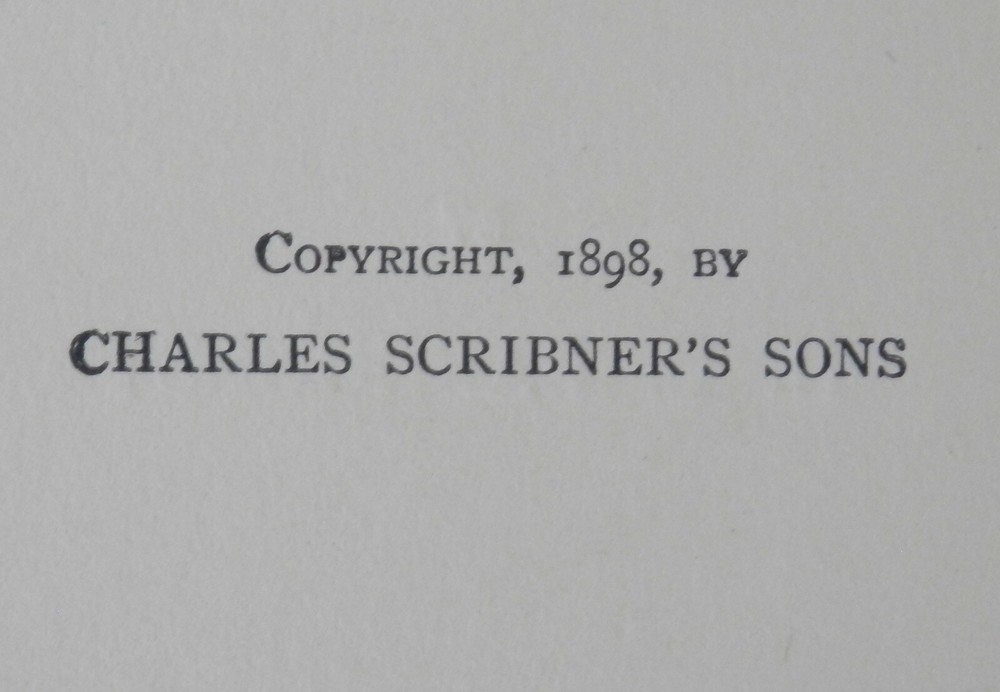 COPYRIGHT, 1898, BY
CHARLES SCRIBNER'S SONS